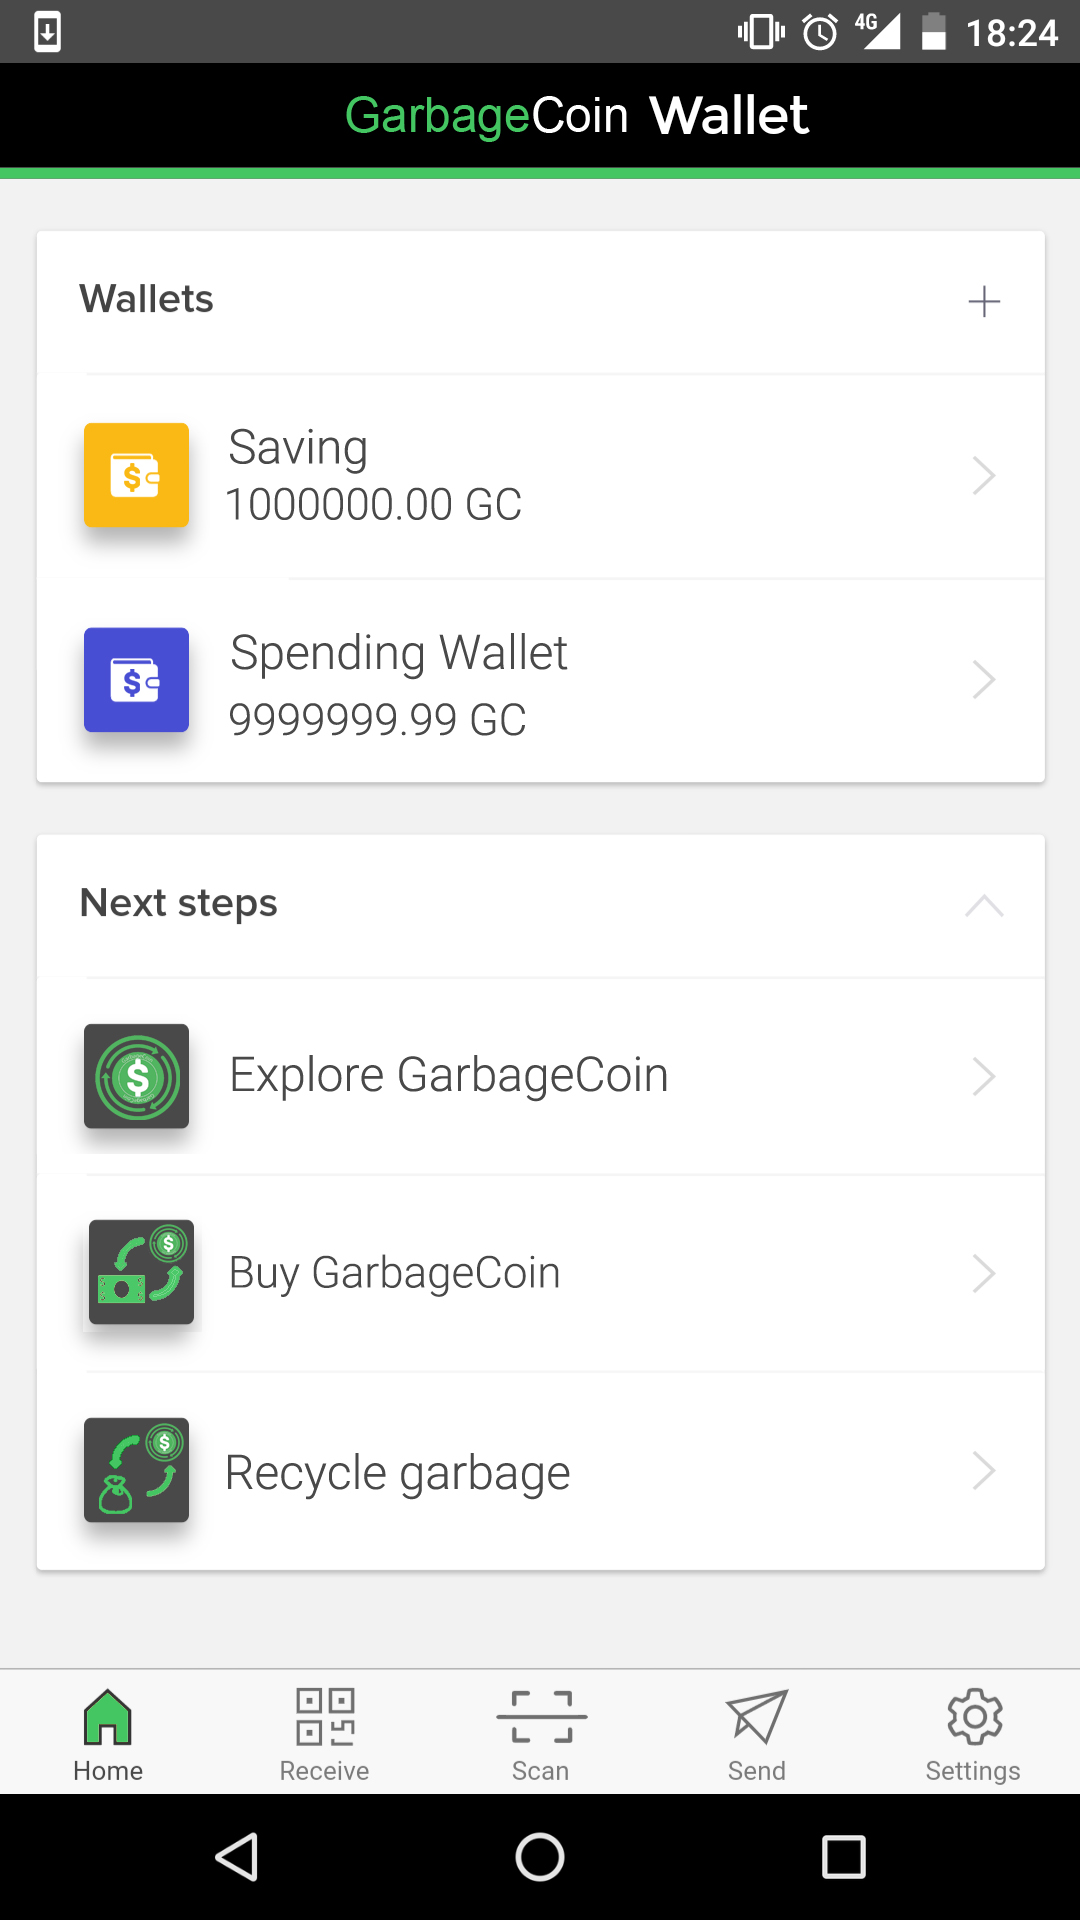 4G 18:24
GarbageCoin Wallet
Wallets
Saving
1000000.00 GC
Spending Wallet
9999999.99 GC
Next steps
Explore GarbageCoin
Buy GarbageCoin
Recycle garbage
Home Receive Scan Send Settings